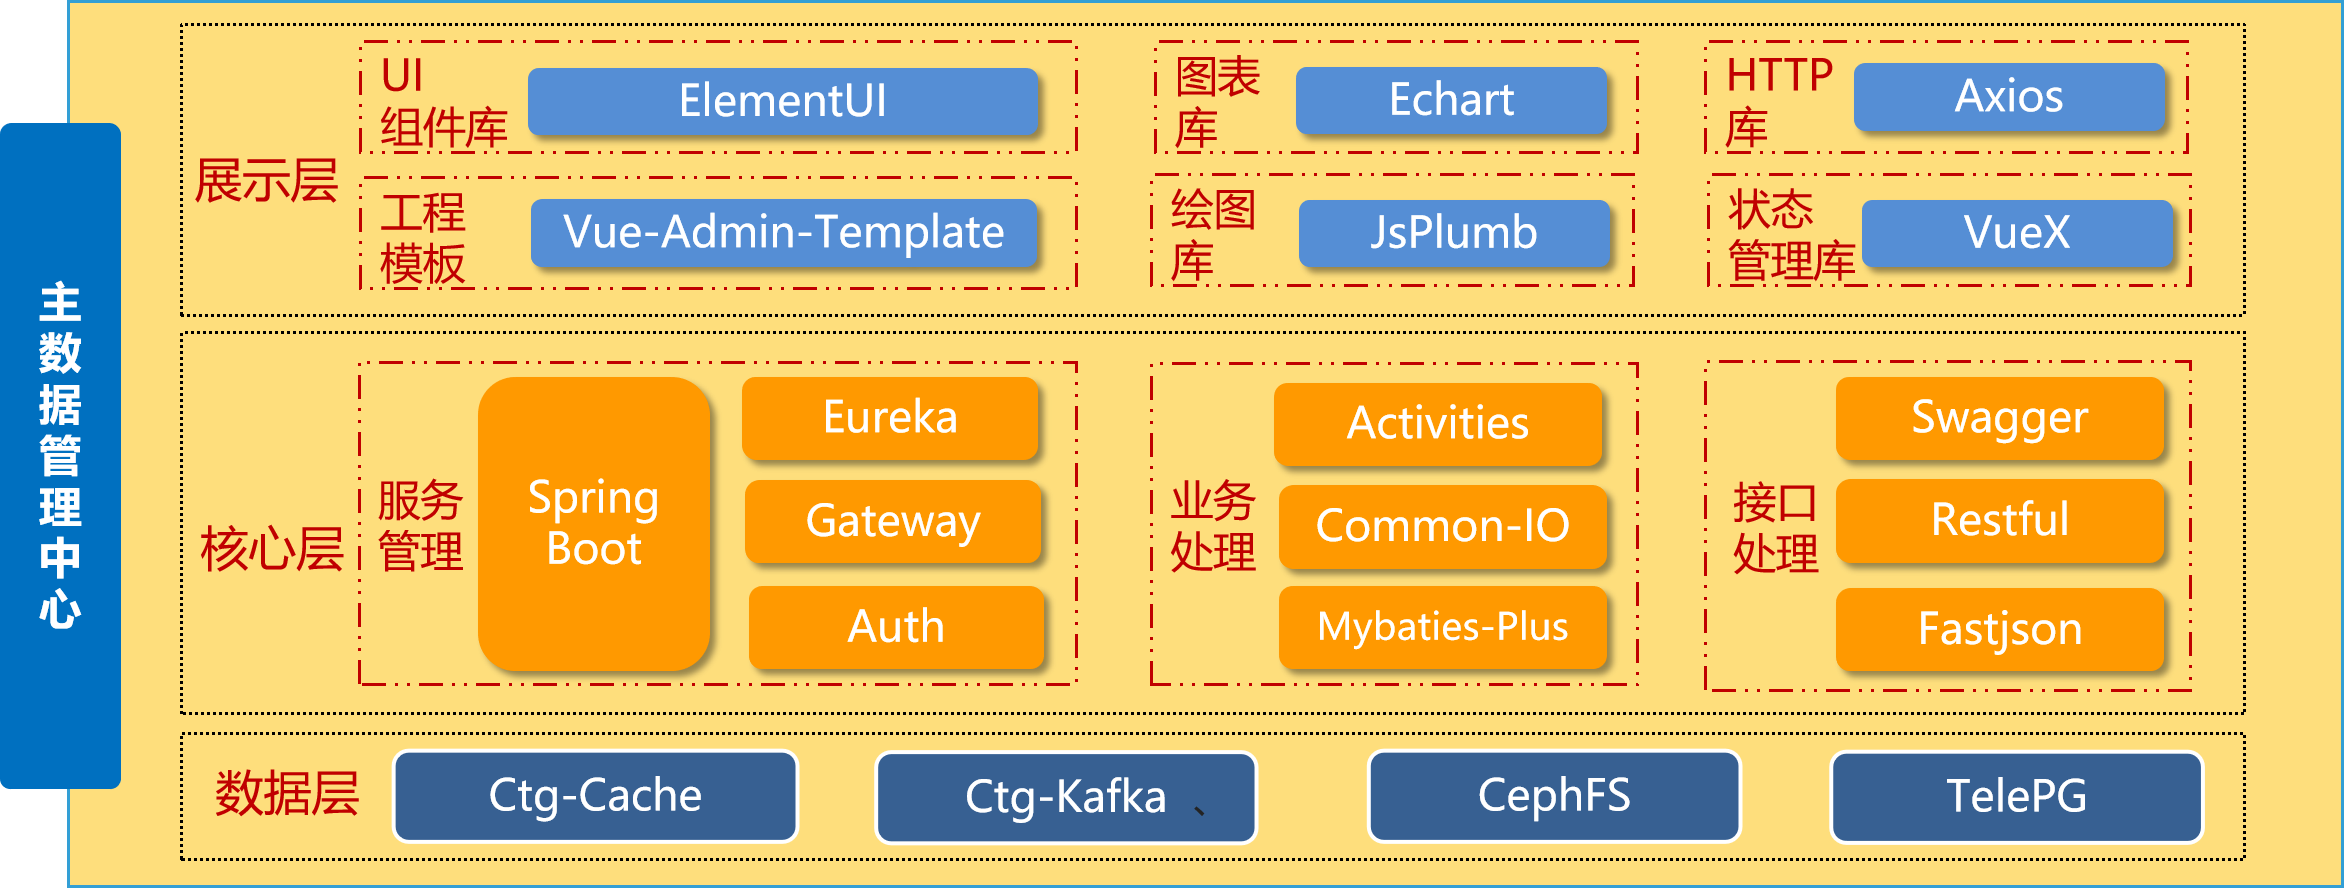 主数据管理中心
展示层
UI
组件库
ElementUI
图表
库
Echart
HTTP
库
Axios
工程
模板
Vue-Admin-Template
绘图
库
JsPlumb
状态
管理库
VueX
核心层
服务
管理
Spring
Boot
Eureka
Gateway
Auth
业务
处理
Activities
Common-IO
Mybaties-Plus
接口
处理
Swagger
Restful
Fastjson
数据层
Ctg-Cache
Ctg-Kafka 、
CephFS
TelePG